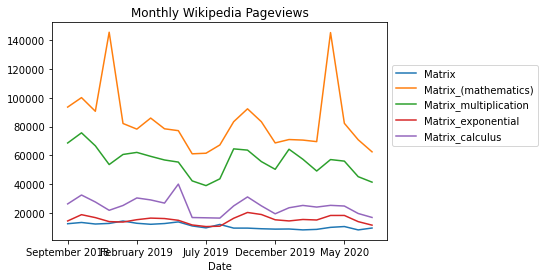 Monthly Wikipedia Pageviews
140000
120000
100000
80000
60000
40000
20000
September 2018 February 2019 July 2019 December 2019 May 2020
Date
Matrix
Matrix_(mathematics)
Matrix_multiplication
Matrix_exponential
Matrix_calculus